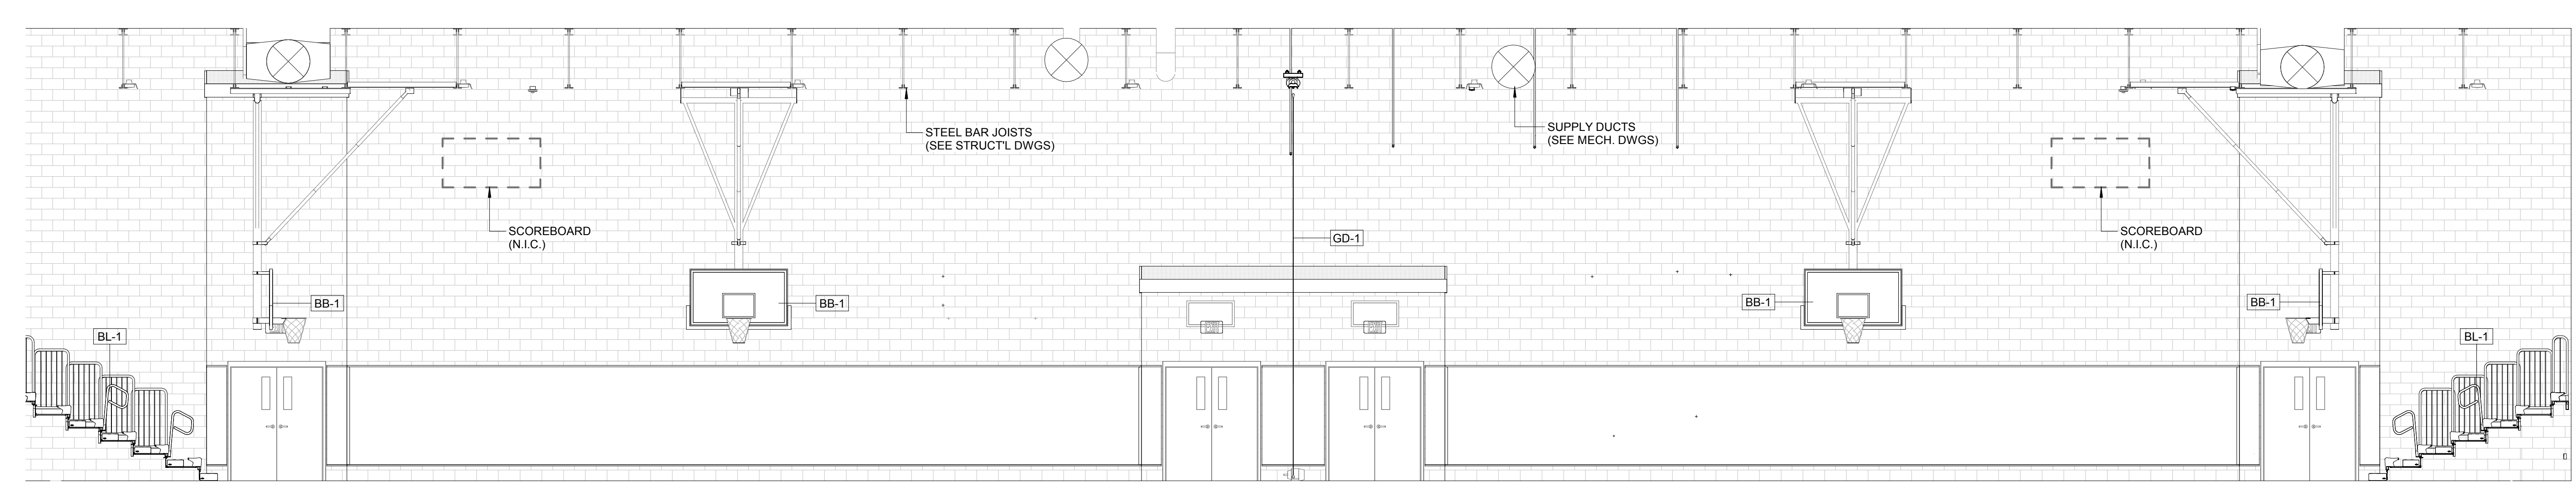 STEEL BAR JOISTS
(SEE STRUCT'L DWGS)
SUPPLY DUCTS
(SEE MECH. DWGS)
SCOREBOARD
(N.I.C.)
GD-1
SCOREBOARD
(N.I.C.)
BB-1
BB-1
BB-1
BB-1
BL-1
BL-1